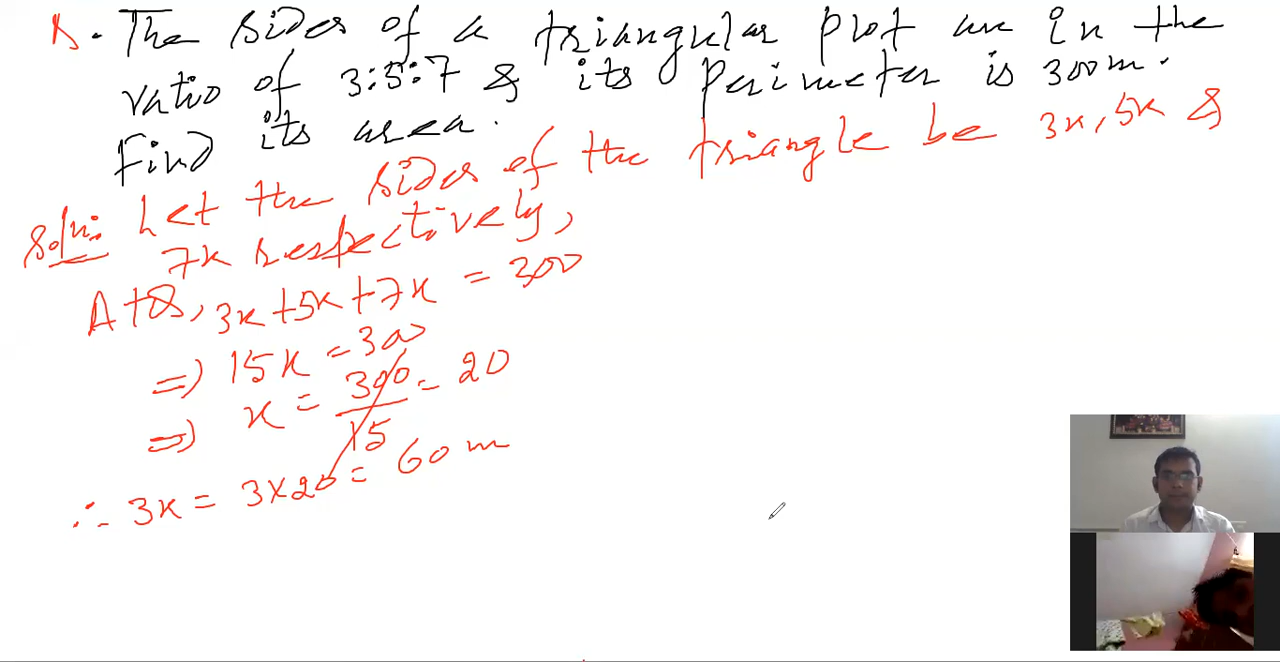 The sides of a triangular plot are in the
ratio of 3:5:7 & its perimeter is 300m.
Find its area.
Soln: Let the sides of the triangle be 3x, 5x &
7x respectively,
AtQ, 3x+5x+7x = 300
=) 15x = 300
=) x = 300/15 = 20
∴ 3x = 3×20 = 60 m